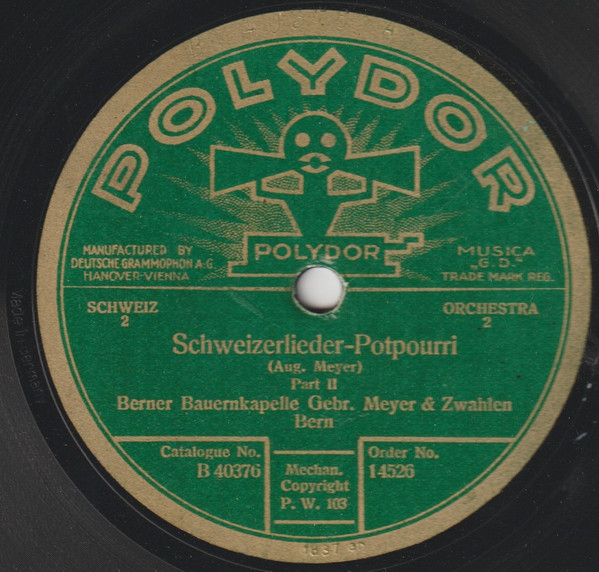 POLYDOR
POLYDOR
MANUFACTURED BY
DEUTSCHE GRAMMOPHON A.-G.
HANOVER-VIENNA
MUSICA
„G.D.“
TRADE MARK REG.
SCHWEIZ
2
ORCHESTRA
2
Schweizerlieder-Potpourri
(Aug. Meyer)
Part II
Berner Bauernkapelle Gebr. Meyer & Zwahlen
Bern
Catalogue No.
B 40376
Mechan.
Copyright
P. W. 103
Order No.
14526